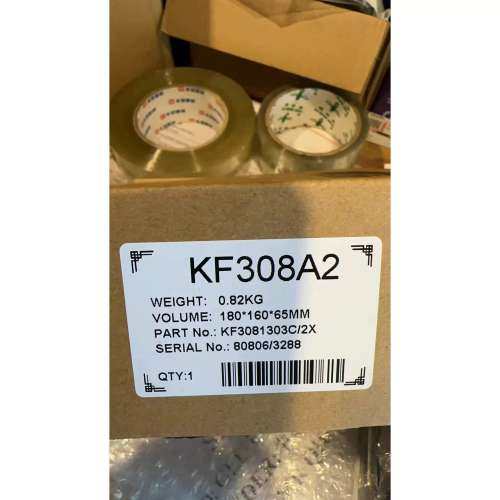 KF308A2
WEIGHT: 0.82KG
VOLUME: 180*160*65MM
PART No.: KF3081303C/2X
SERIAL No.: 80806/3288
QTY:1